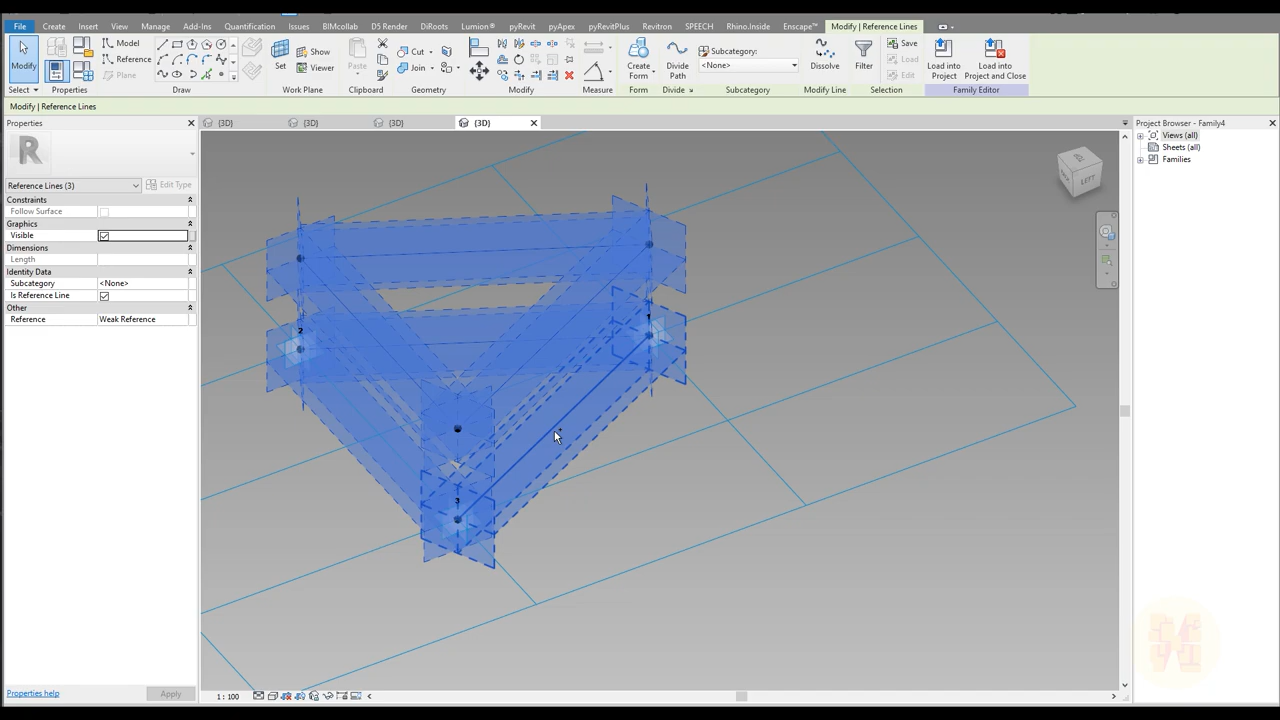 File Create Insert View Manage Add-Ins Quantification Issues BIMcollab D5 Render DiRoots Lumion® pyRevit pyApex pyRevitPlus Revitron SPEECH Rhino.Inside Enscape™ Modify | Reference Lines
Modify
Model
Reference
Plane
Set
Show
Viewer
Paste
Cut
Join
Create
Form
Divide
Path
Subcategory:
<None>
Dissolve
Filter
Save
Load
Edit
Load into
Project
Load into
Project and Close
Select Properties Draw Work Plane Clipboard Geometry Modify Measure Form Divide Subcategory Modify Line Selection Family Editor
Modify | Reference Lines
Properties
{3D} {3D} {3D} {3D}
Project Browser - Family4
Views (all)
Sheets (all)
Families
R
Reference Lines (3) Edit Type
Constraints
Follow Surface
Graphics
Visible
Dimensions
Length
Identity Data
Subcategory <None>
Is Reference Line
Other
Reference Weak Reference
LEFT
1
2
3
Properties help Apply
1 : 100